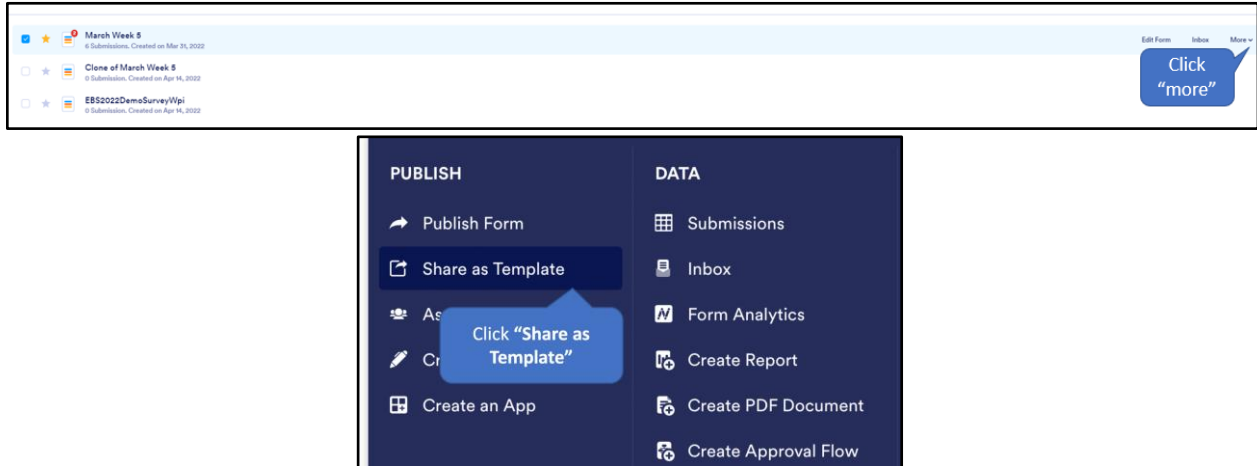 March Week 5
6 Submissions. Created on Mar 31, 2022
Edit Form Inbox More
Clone of March Week 5
0 Submission. Created on Apr 14, 2022
EBS2022DemoSurveyWpi
0 Submission. Created on Apr 14, 2022
Click
“more”
PUBLISH
Publish Form
Share as Template
As
Cr
Create an App
Click “Share as
Template”
DATA
Submissions
Inbox
Form Analytics
Create Report
Create PDF Document
Create Approval Flow